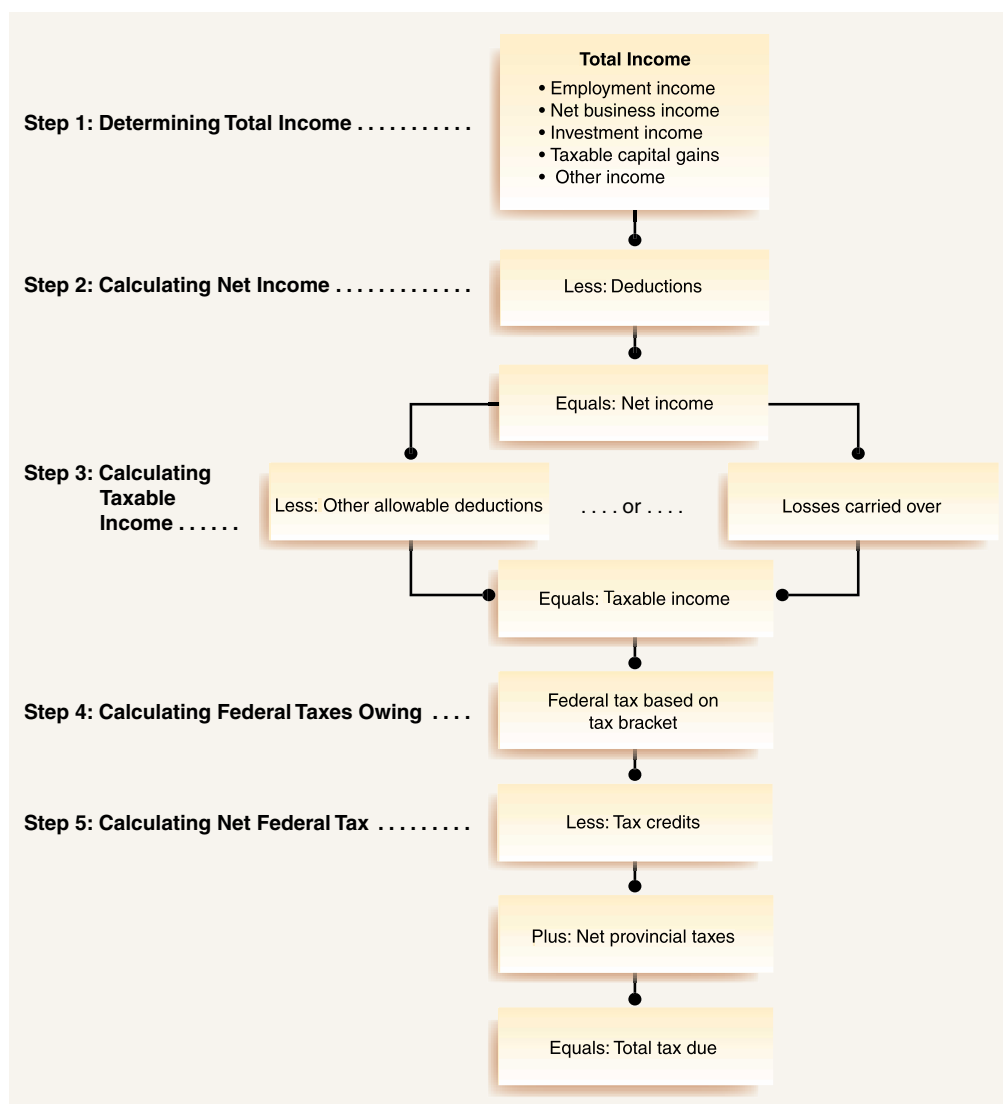 Total Income
Step 1: Determining Total Income . . . . . . . . . . .
• Employment income
• Net business income
• Investment income
• Taxable capital gains
• Other income
Step 2: Calculating Net Income . . . . . . . . . . . . .
Less: Deductions
Equals: Net income
Step 3: Calculating
Taxable
Income . . . . . .
Less: Other allowable deductions
. . . . or . . . .
Losses carried over
Equals: Taxable income
Step 4: Calculating Federal Taxes Owing . . . .
Federal tax based on
tax bracket
Step 5: Calculating Net Federal Tax . . . . . . . . .
Less: Tax credits
Plus: Net provincial taxes
Equals: Total tax due